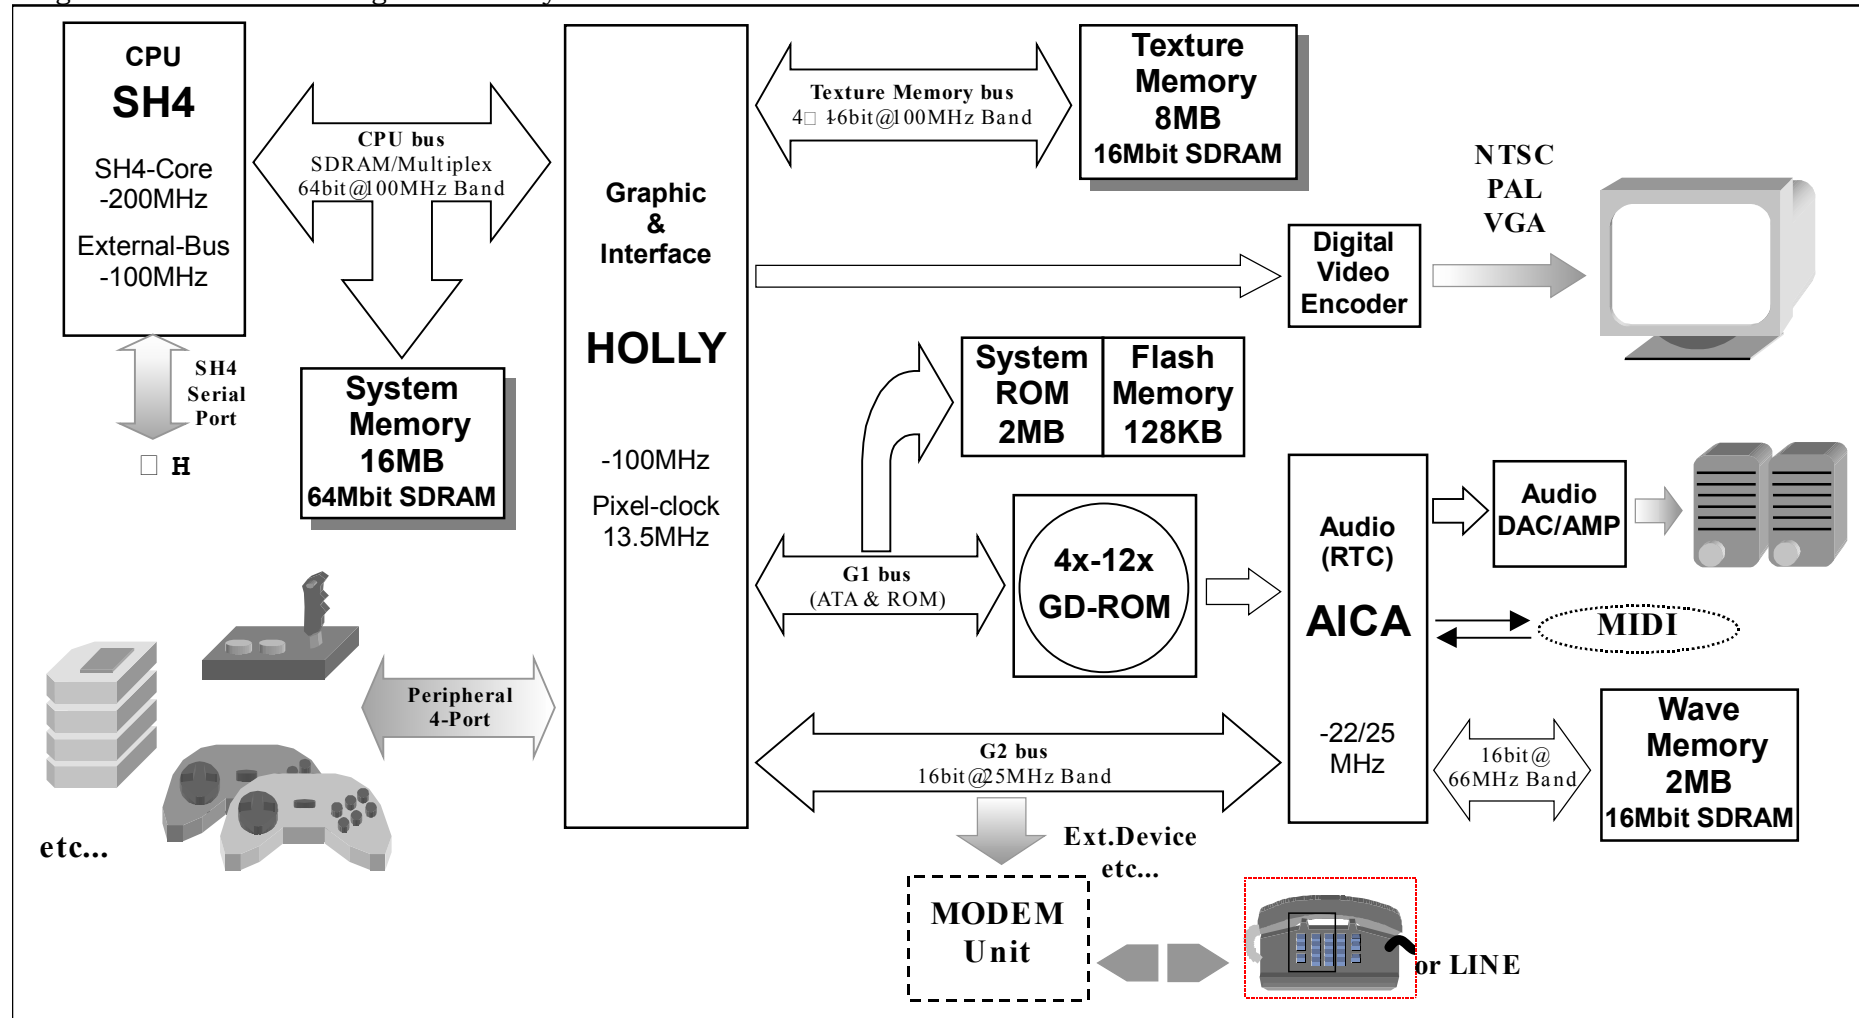 CPU
SH4
SH4-Core
-200MHz
External-Bus
-100MHz
CPU bus
SDRAM/Multiplex
64bit@100MHz Band
SH4
Serial
Port
□ H
System
Memory
16MB
64Mbit SDRAM
Graphic
&
Interface
HOLLY
-100MHz
Pixel-clock
13.5MHz
Texture Memory bus
4□ 16bit@100MHz Band
Texture
Memory
8MB
16Mbit SDRAM
Digital
Video
Encoder
NTSC
PAL
VGA
System
ROM
2MB
Flash
Memory
128KB
G1 bus
(ATA & ROM)
4x-12x
GD-ROM
Audio
(RTC)
AICA
-22/25
MHz
Audio
DAC/AMP
MIDI
16bit@
66MHz Band
Wave
Memory
2MB
16Mbit SDRAM
Peripheral
4-Port
etc...
G2 bus
16bit@25MHz Band
Ext.Device
etc...
MODEM
Unit
or LINE